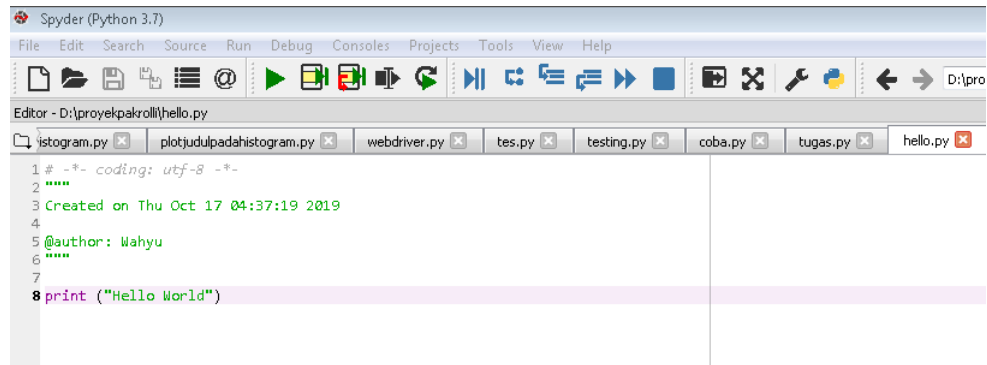 Spyder (Python 3.7)
File Edit Search Source Run Debug Consoles Projects Tools View Help
D:\pro
Editor - D:\proyekpakrolli\hello.py
istogram.py plotjudulpadahistogram.py webdriver.py tes.py testing.py coba.py tugas.py hello.py
1 # -*- coding: utf-8 -*-
2 """
3 Created on Thu Oct 17 04:37:19 2019
4
5 @author: Wahyu
6 """
7
8 print ("Hello World")